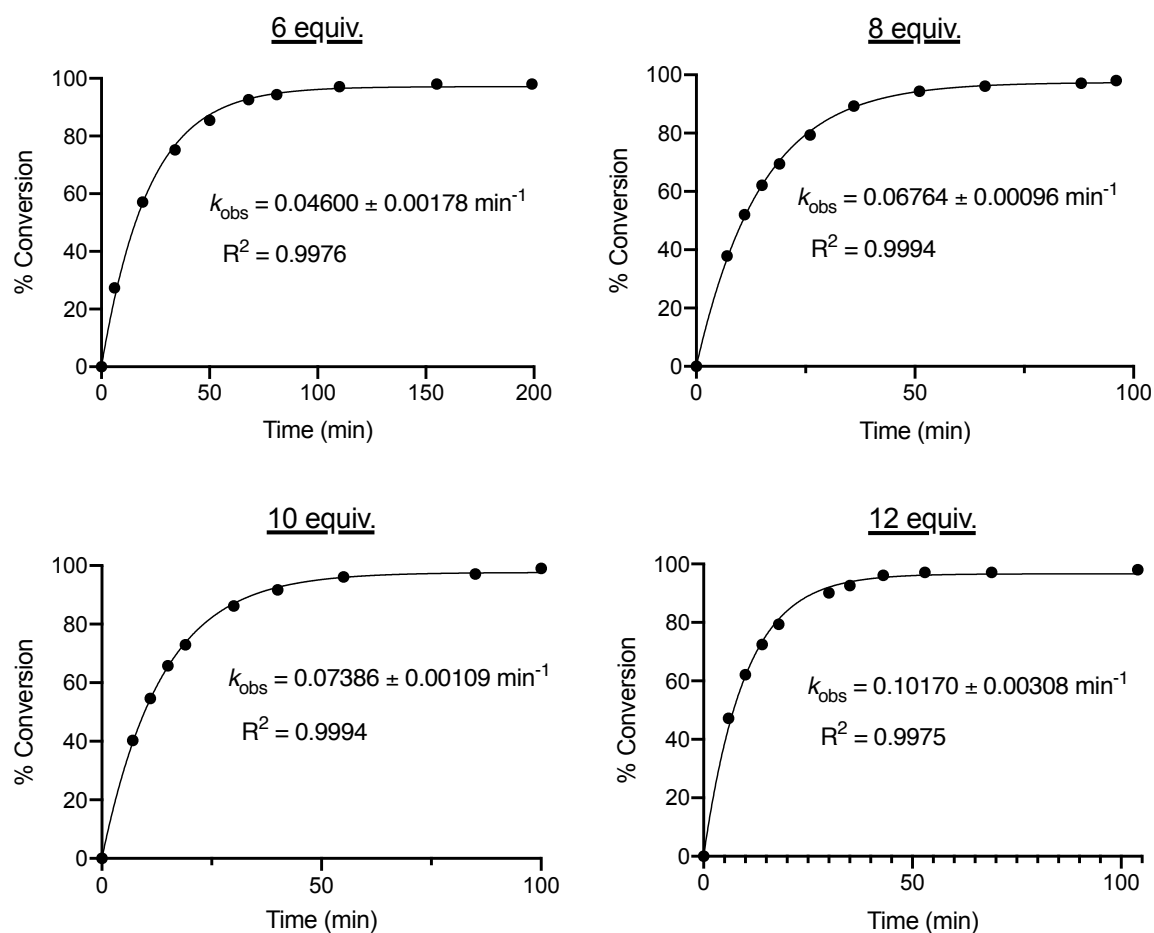 6 equiv.
% Conversion
100
80
60
40
20
0
k_obs = 0.04600 ± 0.00178 min⁻¹
R² = 0.9976
0 50 100 150 200
Time (min)
8 equiv.
% Conversion
100
80
60
40
20
0
k_obs = 0.06764 ± 0.00096 min⁻¹
R² = 0.9994
0 50 100
Time (min)
10 equiv.
% Conversion
100
80
60
40
20
0
k_obs = 0.07386 ± 0.00109 min⁻¹
R² = 0.9994
0 50 100
Time (min)
12 equiv.
% Conversion
100
80
60
40
20
0
k_obs = 0.10170 ± 0.00308 min⁻¹
R² = 0.9975
0 50 100
Time (min)